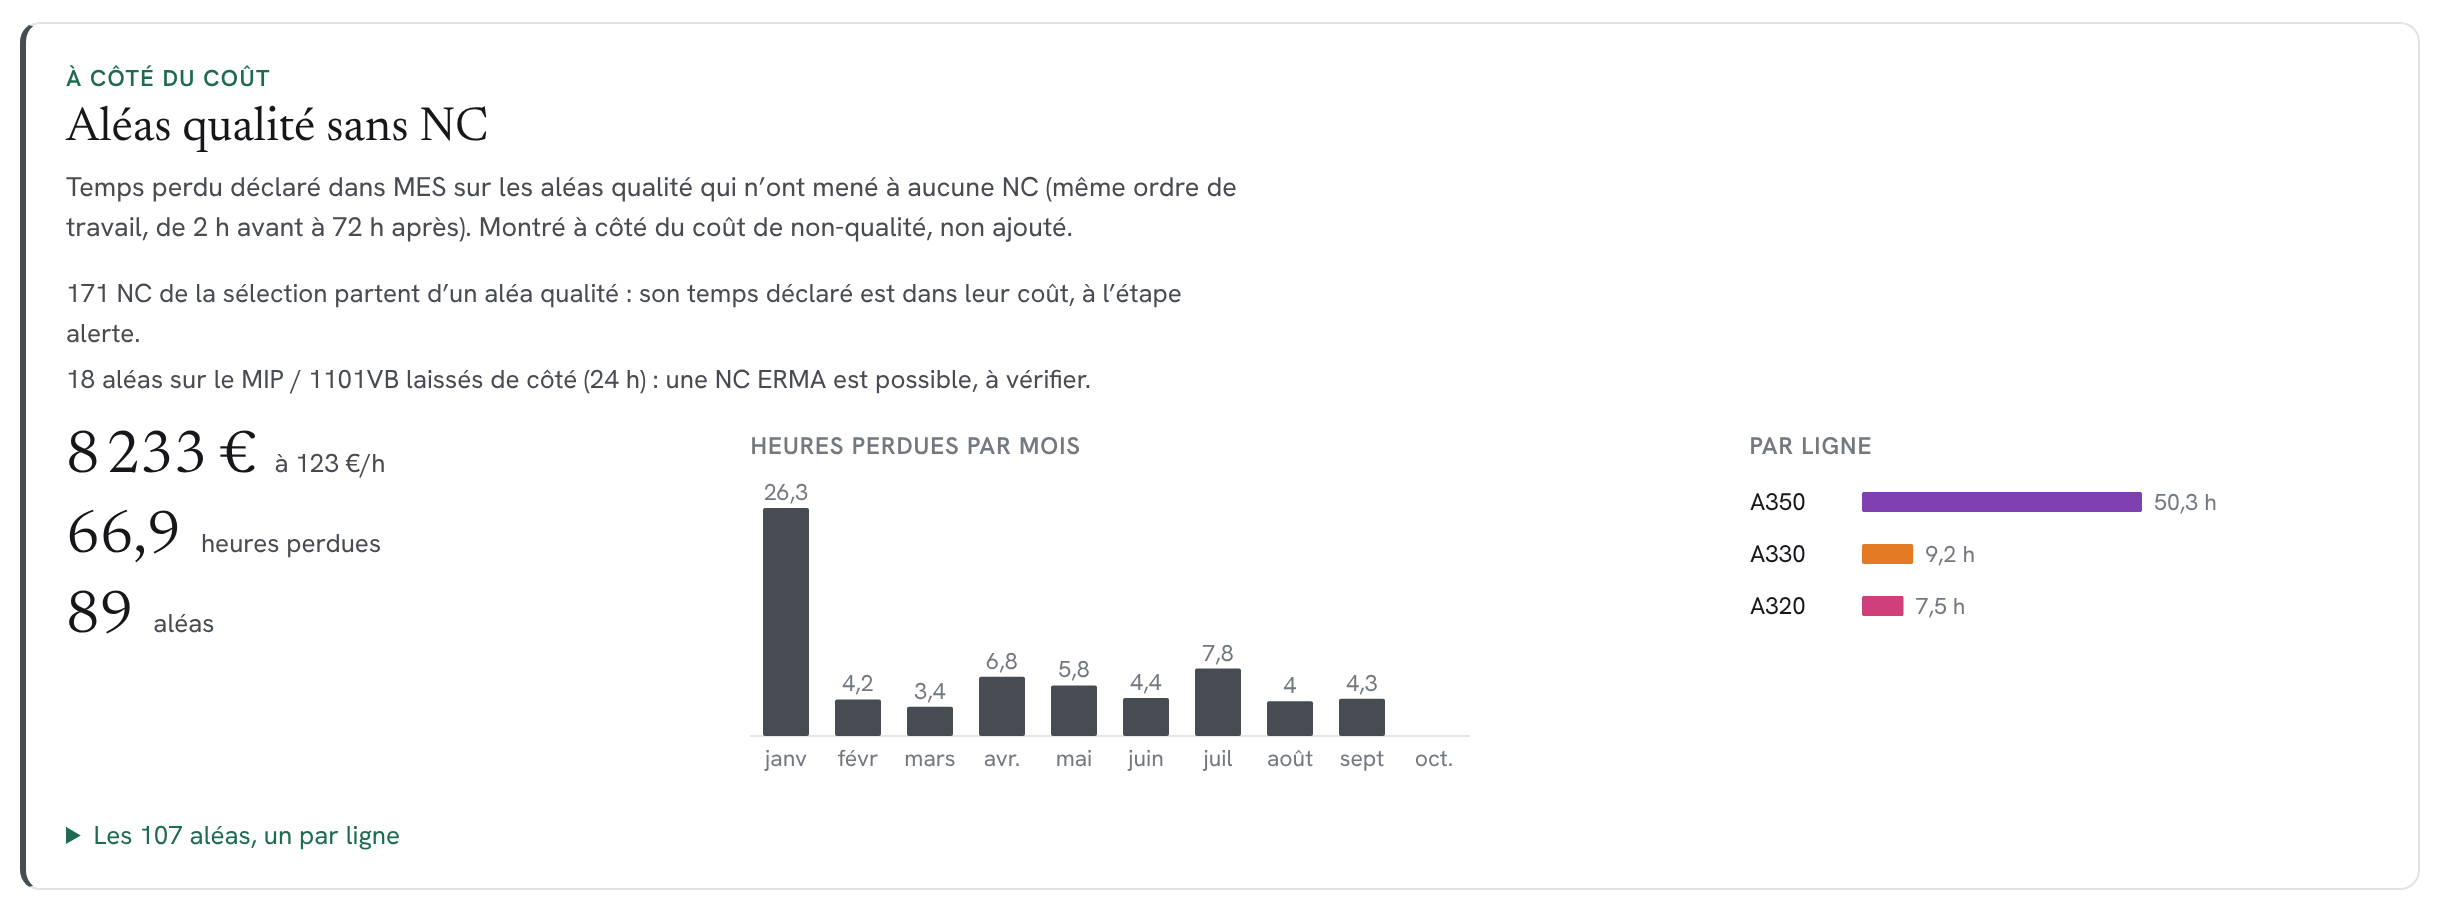 À CÔTÉ DU COÛT
Aléas qualité sans NC
Temps perdu déclaré dans MES sur les aléas qualité qui n’ont mené à aucune NC (même ordre de
travail, de 2 h avant à 72 h après). Montré à côté du coût de non-qualité, non ajouté.
171 NC de la sélection partent d’un aléa qualité : son temps déclaré est dans leur coût, à l’étape
alerte.
18 aléas sur le MIP / 1101VB laissés de côté (24 h) : une NC ERMA est possible, à vérifier.
8 233 € à 123 €/h
66,9 heures perdues
89 aléas
HEURES PERDUES PAR MOIS
26,3
4,2
3,4
6,8
5,8
4,4
7,8
4
4,3
janv févr mars avr. mai juin juil août sept oct.
PAR LIGNE
A350 50,3 h
A330 9,2 h
A320 7,5 h
▶ Les 107 aléas, un par ligne